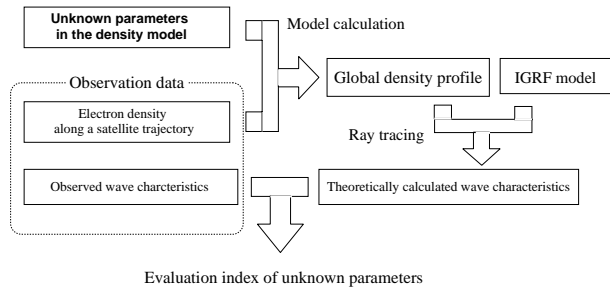 Unknown parameters
in the density model
Model calculation
Observation data
Global density profile
IGRF model
Electron density
along a satellite trajectory
Ray tracing
Observed wave charcteristics
Theoretically calculated wave characteristics
Evaluation index of unknown parameters